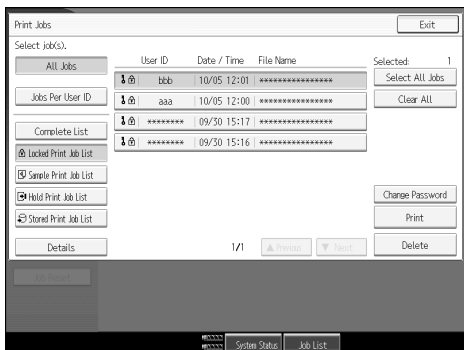 Print Jobs
Exit
Select job(s).
All Jobs
Jobs Per User ID
Complete List
Locked Print Job List
Sample Print Job List
Hold Print Job List
Stored Print Job List
Details
User ID Date / Time File Name
bbb 10/05 12:01 ****************
aaa 10/05 12:00 ****************
******** 09/30 15:17 ****************
******** 09/30 15:16 ****************
1/1 Previous Next
Selected: 1
Select All Jobs
Clear All
Change Password
Print
Delete
Job Reset
System Status Job List